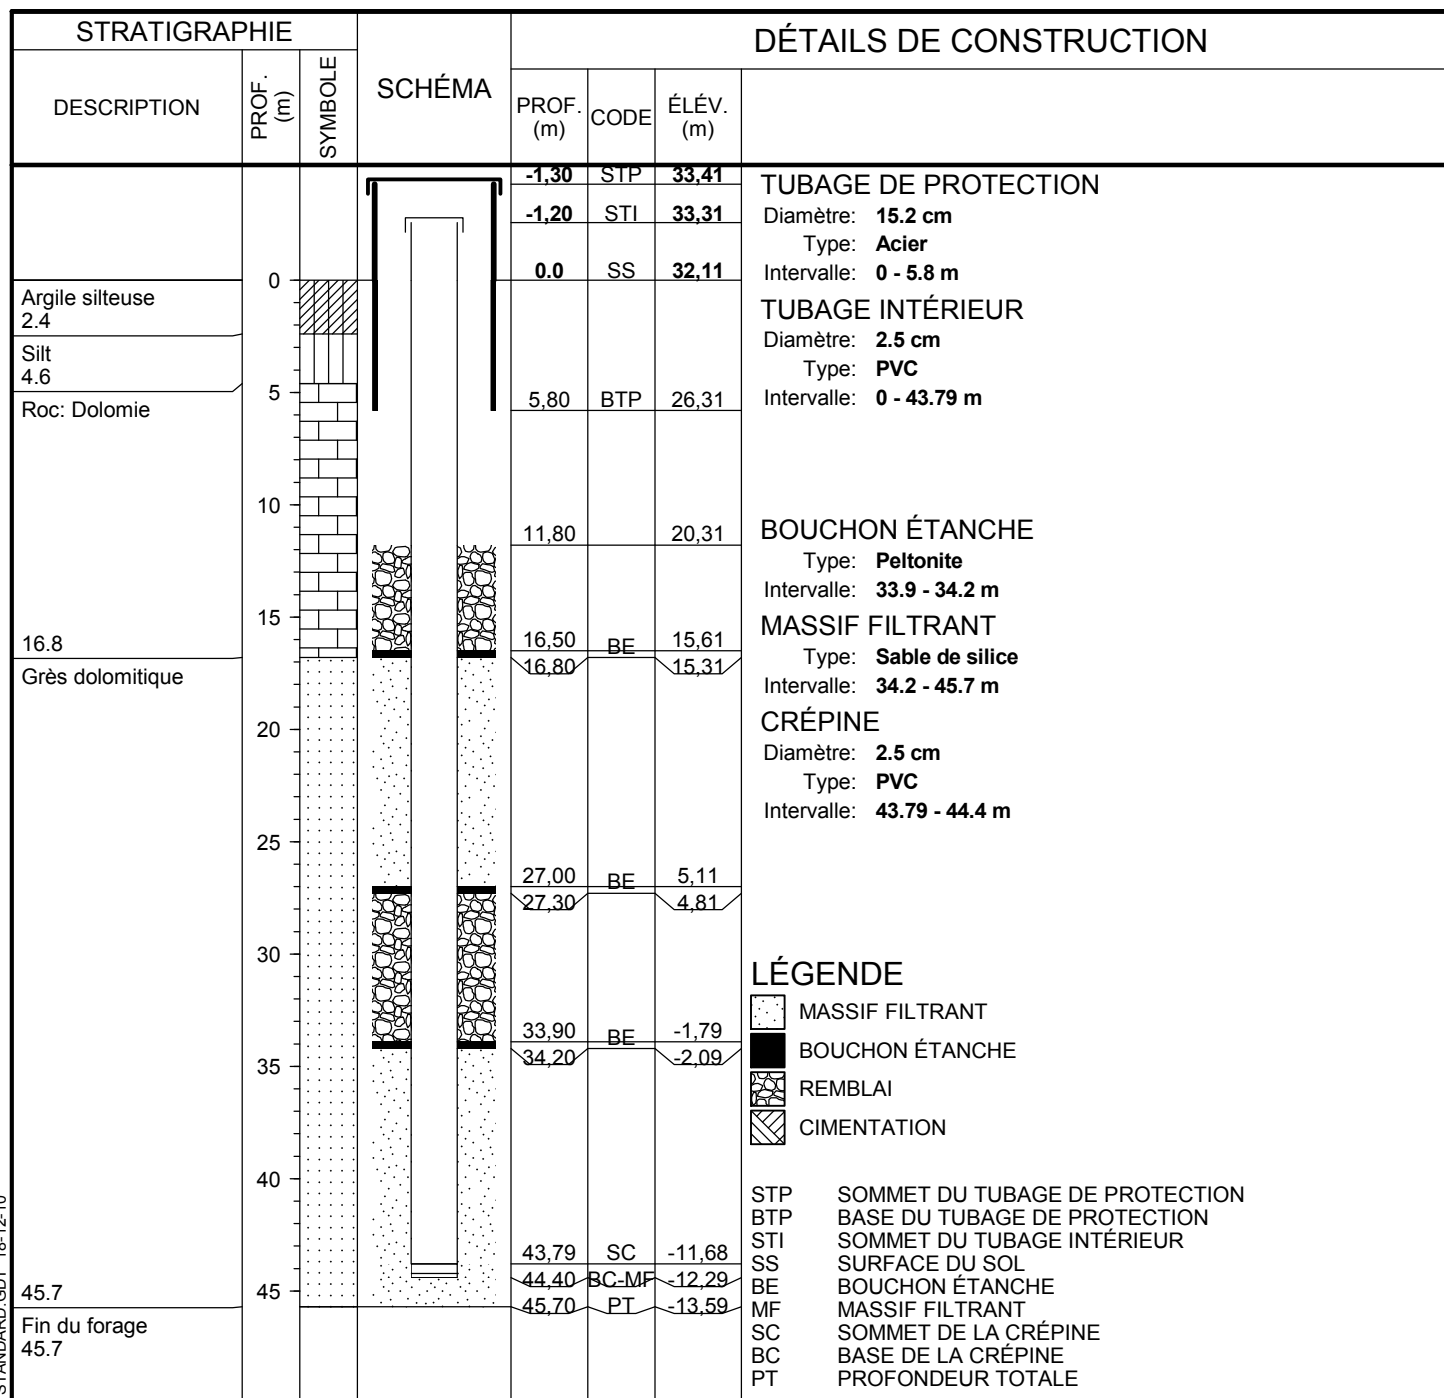 STRATIGRAPHIE
DESCRIPTION
PROF. (m)
SYMBOLE
SCHÉMA
DÉTAILS DE CONSTRUCTION
PROF. (m)
CODE
ÉLÉV. (m)
-1,30 STP 33,41
-1,20 STI 33,31
0.0 SS 32,11
5,80 BTP 26,31
11,80 20,31
16,50 BE 15,61
16,80 15,31
27,00 BE 5,11
27,30 4,81
33,90 BE -1,79
34,20 -2,09
43,79 SC -11,68
44,40 BC-MF -12,29
45,70 PT -13,59
Argile silteuse
2.4
Silt
4.6
Roc: Dolomie
16.8
Grès dolomitique
45.7
Fin du forage
45.7
0
5
10
15
20
25
30
35
40
45
TUBAGE DE PROTECTION
Diamètre: 15.2 cm
Type: Acier
Intervalle: 0 - 5.8 m
TUBAGE INTÉRIEUR
Diamètre: 2.5 cm
Type: PVC
Intervalle: 0 - 43.79 m
BOUCHON ÉTANCHE
Type: Peltonite
Intervalle: 33.9 - 34.2 m
MASSIF FILTRANT
Type: Sable de silice
Intervalle: 34.2 - 45.7 m
CRÉPINE
Diamètre: 2.5 cm
Type: PVC
Intervalle: 43.79 - 44.4 m
LÉGENDE
MASSIF FILTRANT
BOUCHON ÉTANCHE
REMBLAI
CIMENTATION
STP SOMMET DU TUBAGE DE PROTECTION
BTP BASE DU TUBAGE DE PROTECTION
STI SOMMET DU TUBAGE INTÉRIEUR
SS SURFACE DU SOL
BE BOUCHON ÉTANCHE
MF MASSIF FILTRANT
SC SOMMET DE LA CRÉPINE
BC BASE DE LA CRÉPINE
PT PROFONDEUR TOTALE
STANDARD.GDT 18-12-10